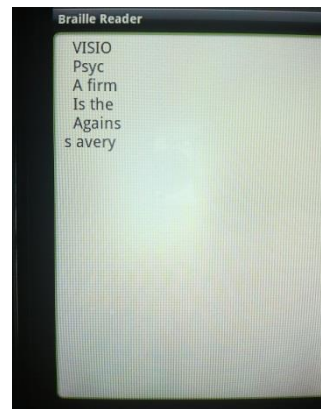 Braille Reader
VISIO
Psyc
A firm
Is the
Agains
s avery